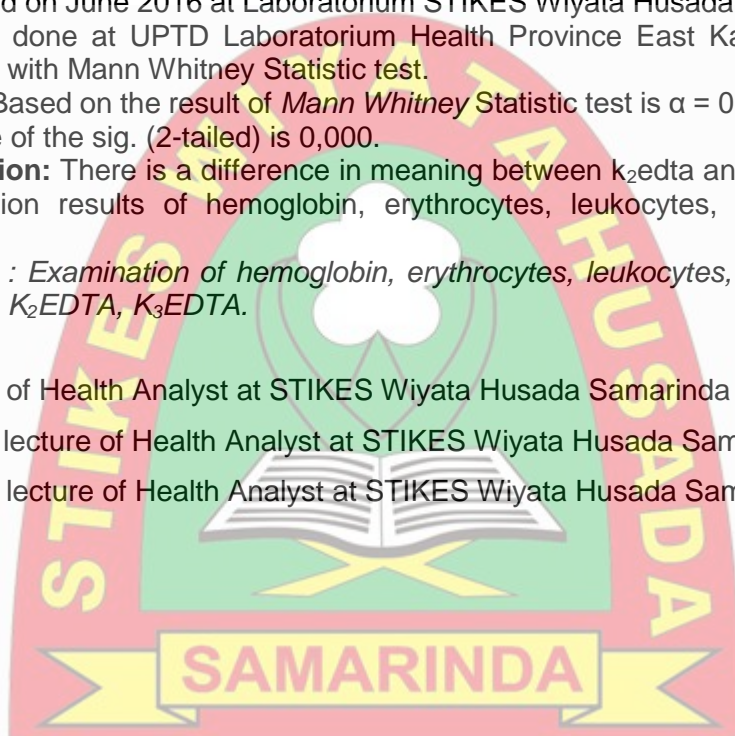 d on June 2016 at Laboratorium STIKES Wiyata Husada
done at UPTD Laboratorium Health Province East Ka
with Mann Whitney Statistic test.
Based on the result of Mann Whitney Statistic test is α = 0
e of the sig. (2-tailed) is 0,000.
ion: There is a difference in meaning between k₂edta an
ion results of hemoglobin, erythrocytes, leukocytes,
: Examination of hemoglobin, erythrocytes, leukocytes,
K₂EDTA, K₃EDTA.
of Health Analyst at STIKES Wiyata Husada Samarinda
lecture of Health Analyst at STIKES Wiyata Husada Sam
lecture of Health Analyst at STIKES Wiyata Husada Sam
STIKES WIYATA HUSADA
SAMARINDA